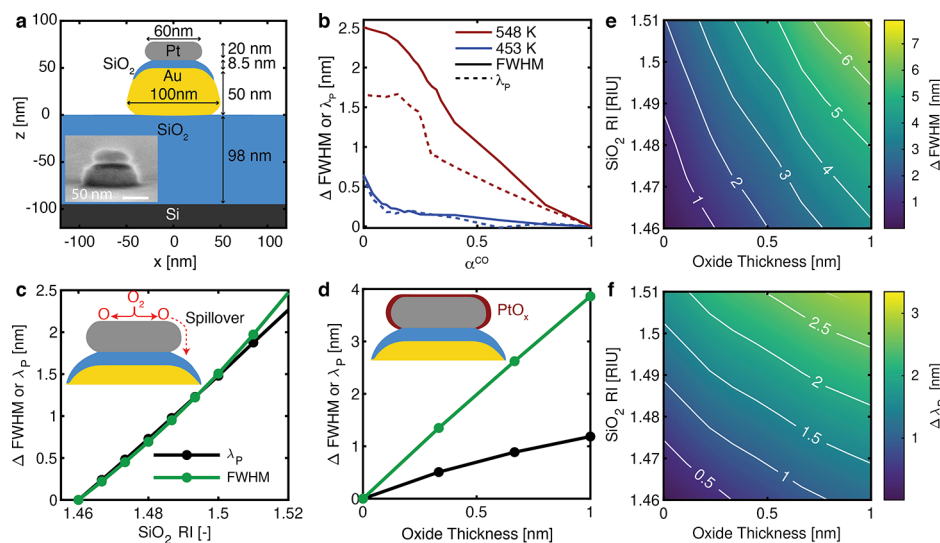 a
60nm
Pt
20 nm
8.5 nm
SiO2
Au
100nm
50 nm
SiO2
98 nm
50 nm
Si
100
50
0
-50
-100
z [nm]
-100
-50
0
50
100
x [nm]
b
548 K
453 K
FWHM
λP
2.5
2
1.5
1
0.5
0
Δ FWHM or λP
0
0.5
1
αCO
c
O2
O
O
Spillover
λP
FWHM
2.5
2
1.5
1
0.5
0
Δ FWHM or λP [nm]
1.46
1.48
1.50
1.52
SiO2 RI [-]
d
PtOx
4
3
2
1
0
Δ FWHM or λP [nm]
0
0.5
1
Oxide Thickness [nm]
e
1.51
1.5
1.49
1.48
1.47
1.46
SiO2 RI [RIU]
1
2
3
4
5
6
0
0.5
1
Oxide Thickness [nm]
7
6
5
4
3
2
1
Δ FWHM [nm]
f
1.51
1.5
1.49
1.48
1.47
1.46
SiO2 RI [RIU]
0.5
1
1.5
2
2.5
0
0.5
1
Oxide Thickness [nm]
3
2
1
0
Δ λP [nm]